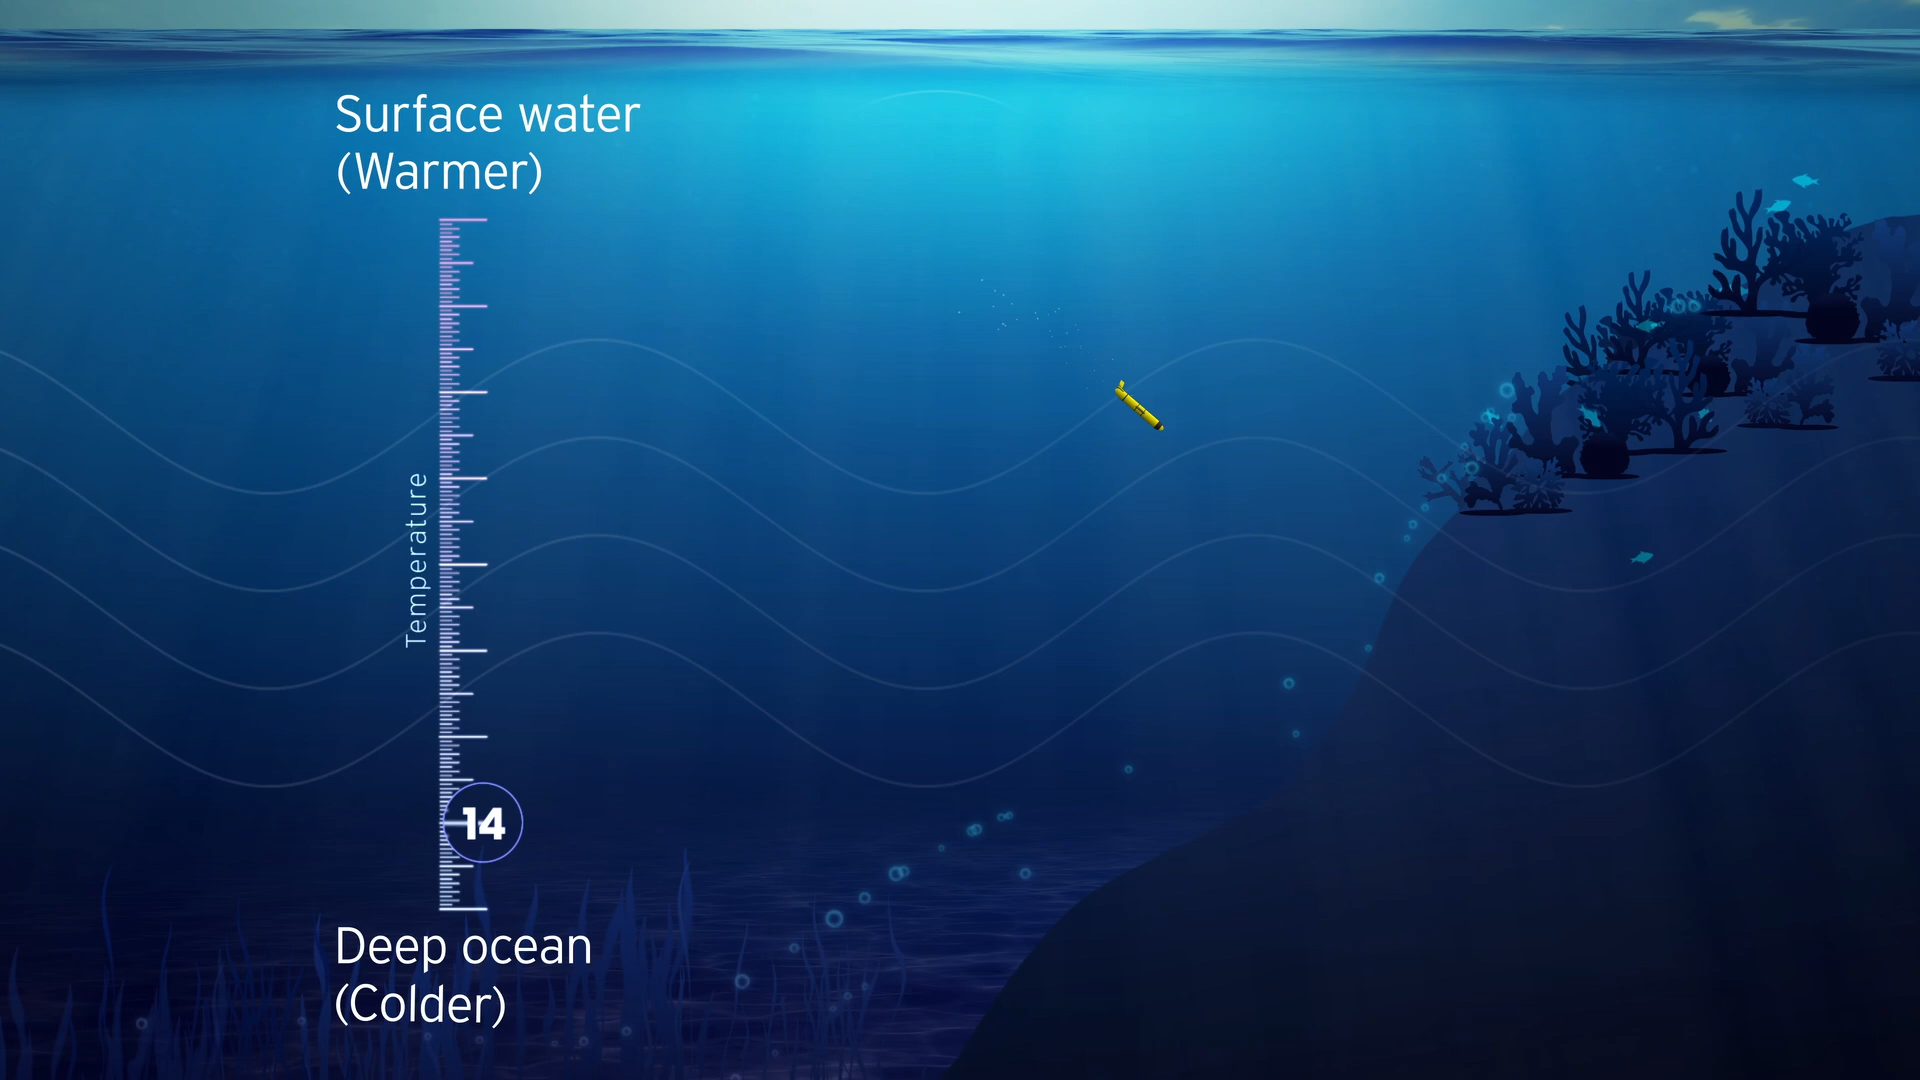 Surface water
(Warmer)
Temperature
14
Deep ocean
(Colder)